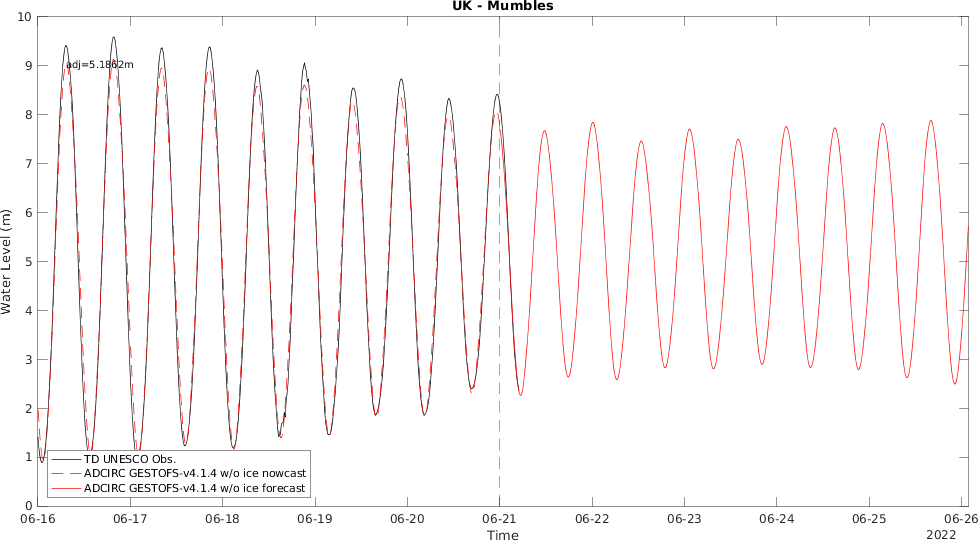 UK - Mumbles
10
9
8
7
6
5
4
3
2
1
0
Water Level (m)
adj=5.1862m
TD UNESCO Obs.
ADCIRC GESTOFS-v4.1.4 w/o ice nowcast
ADCIRC GESTOFS-v4.1.4 w/o ice forecast
06-16 06-17 06-18 06-19 06-20 06-21 06-22 06-23 06-24 06-25 06-26
Time
2022